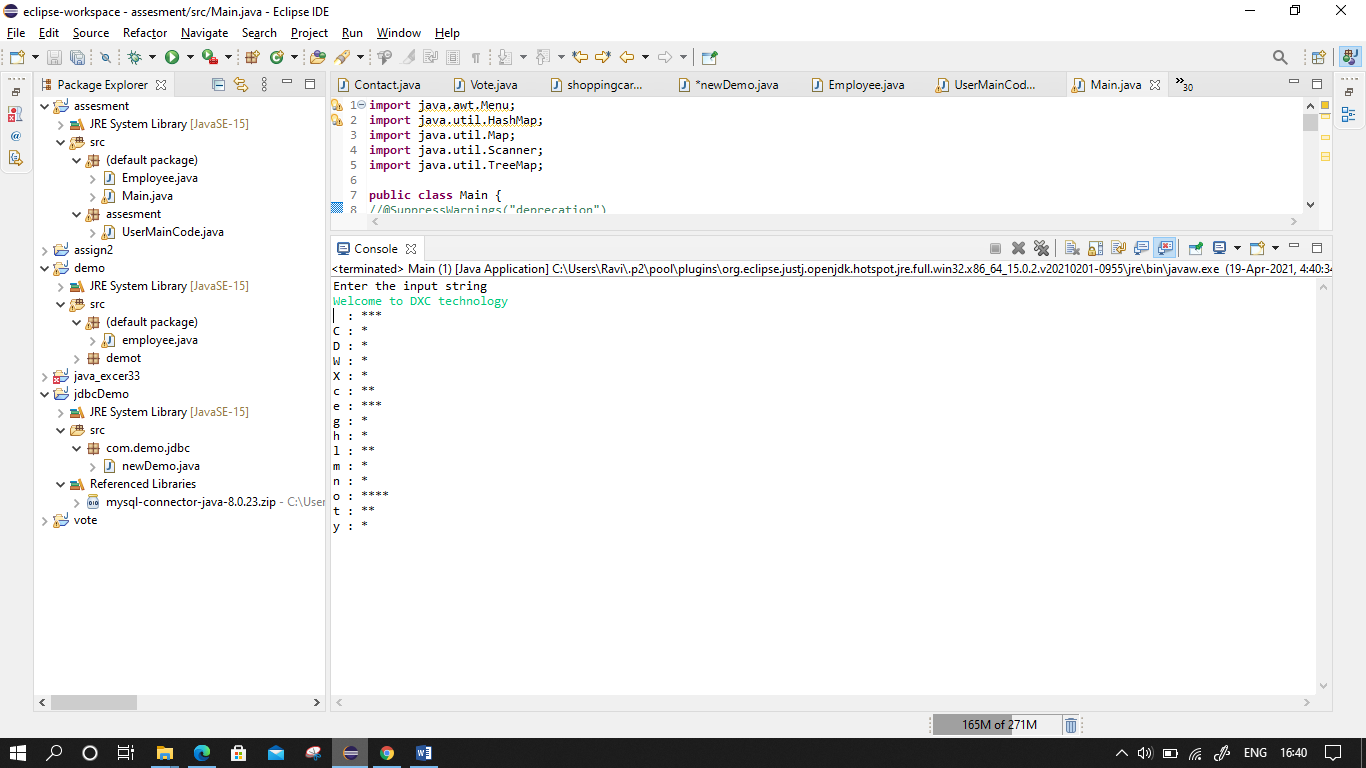 eclipse-workspace - assesment/src/Main.java - Eclipse IDE
File Edit Source Refactor Navigate Search Project Run Window Help
Package Explorer
assesment
JRE System Library [JavaSE-15]
src
(default package)
Employee.java
Main.java
assesment
UserMainCode.java
assign2
demo
JRE System Library [JavaSE-15]
src
(default package)
employee.java
demot
java_excer33
jdbcDemo
JRE System Library [JavaSE-15]
src
com.demo.jdbc
newDemo.java
Referenced Libraries
mysql-connector-java-8.0.23.zip - C:\User
vote
Contact.java Vote.java shoppingcar... *newDemo.java Employee.java UserMainCod... Main.java »30
1 import java.awt.Menu;
2 import java.util.HashMap;
3 import java.util.Map;
4 import java.util.Scanner;
5 import java.util.TreeMap;
6
7 public class Main {
8 //@SuppressWarnings("deprecation")
Console
<terminated> Main (1) [Java Application] C:\Users\Ravi\.p2\pool\plugins\org.eclipse.justj.openjdk.hotspot.jre.full.win32.x86_64_15.0.2.v20210201-0955\jre\bin\javaw.exe (19-Apr-2021, 4:40:34
Enter the input string
Welcome to DXC technology
  : ***
C : *
D : *
W : *
X : *
c : **
e : ***
g : *
h : *
l : **
m : *
n : *
o : ****
t : **
y : *
165M of 271M
ENG 16:40